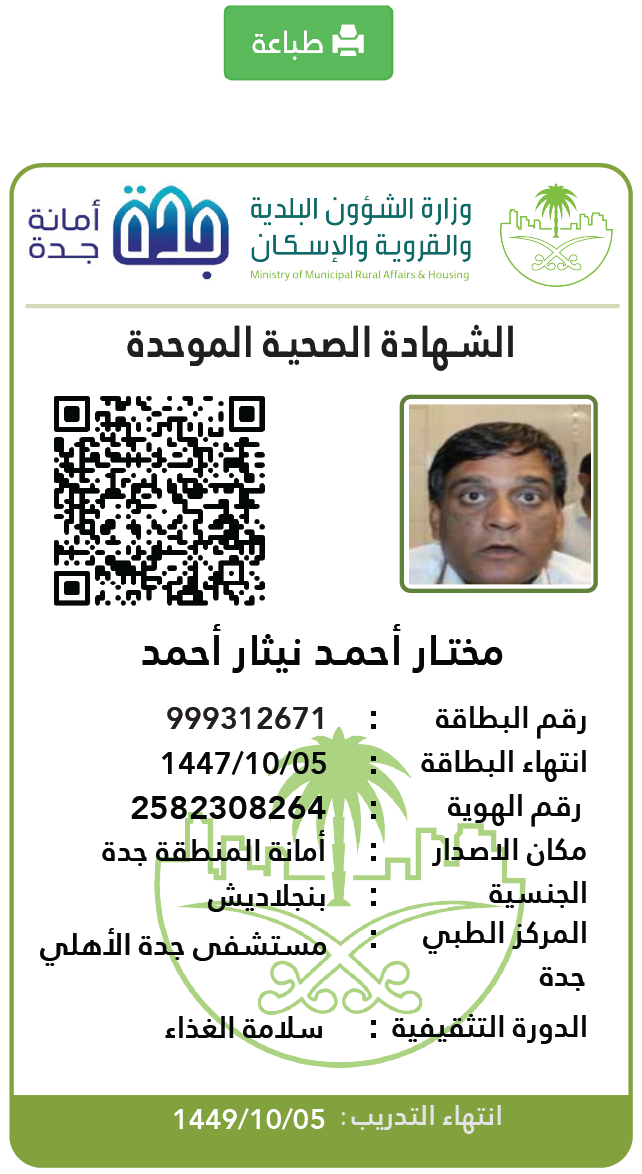 طباعة
أمانة جدة
وزارة الشؤون البلدية
والقروية والإسكان
Ministry of Municipal Rural Affairs & Housing
الشهادة الصحية الموحدة
مختار أحمد نيثار أحمد
رقم البطاقة : 999312671
انتهاء البطاقة : 1447/10/05
رقم الهوية : 2582308264
مكان الاصدار : أمانة المنطقة جدة
الجنسية : بنجلاديش
المركز الطبي : مستشفى جدة الأهلي
جدة
الدورة التثقيفية : سلامة الغذاء
انتهاء التدريب : 1449/10/05